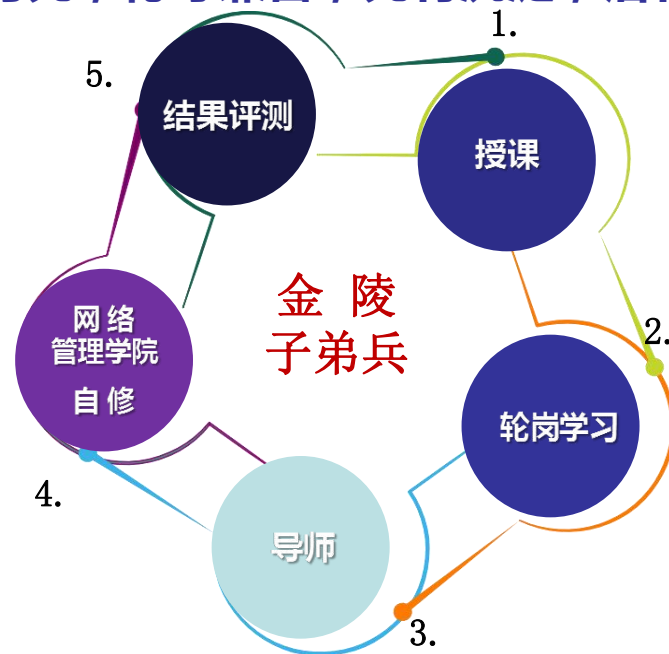 1.
授课
2.
轮岗学习
3.
导师
4.
网络
管理学院
自修
5.
结果评测
金陵
子弟兵